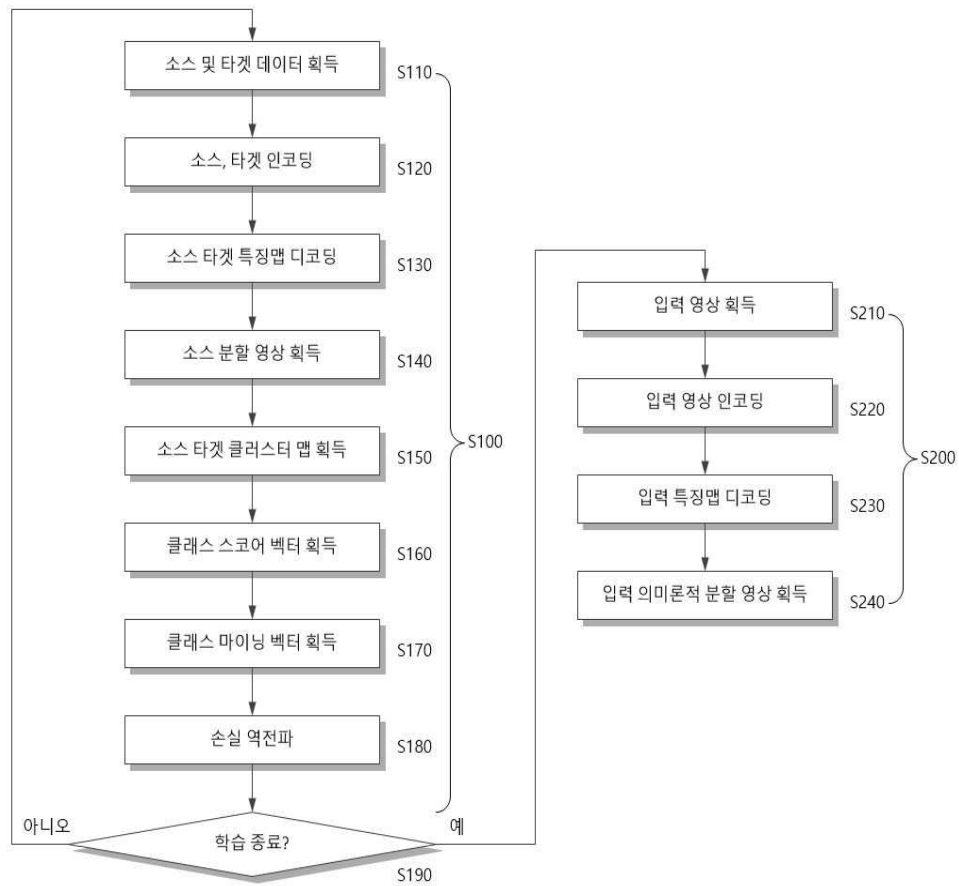 소스 및 타겟 데이터 획득
S110
소스, 타겟 인코딩
S120
소스 타겟 특징맵 디코딩
S130
소스 분할 영상 획득
S140
소스 타겟 클러스터 맵 획득
S150
클래스 스코어 벡터 획득
S160
클래스 마이닝 벡터 획득
S170
손실 역전파
S180
S100
아니오
학습 종료?
예
S190
입력 영상 획득
S210
입력 영상 인코딩
S220
입력 특징맵 디코딩
S230
입력 의미론적 분할 영상 획득
S240
S200